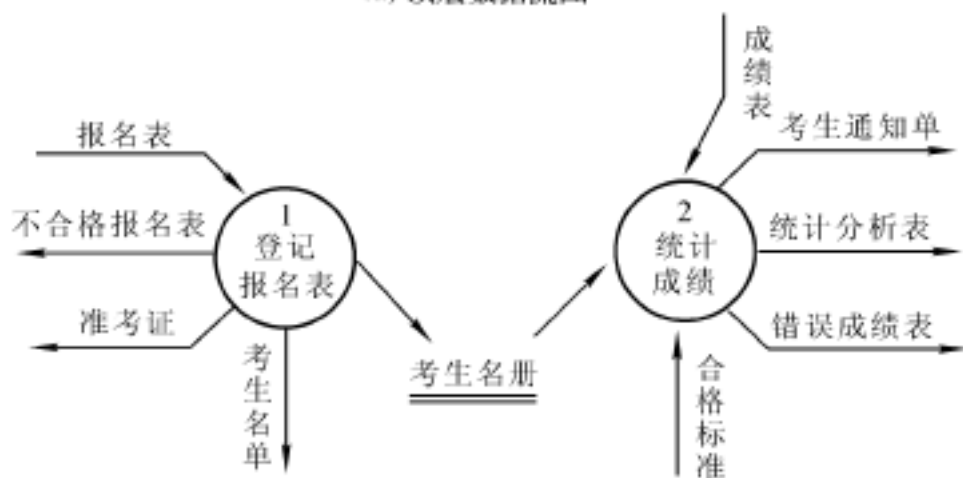 成绩表
报名表
考生通知单
1
登记
报名表
2
统计
成绩
不合格报名表
统计分析表
准考证
错误成绩表
考生名单
考生名册
合格标准